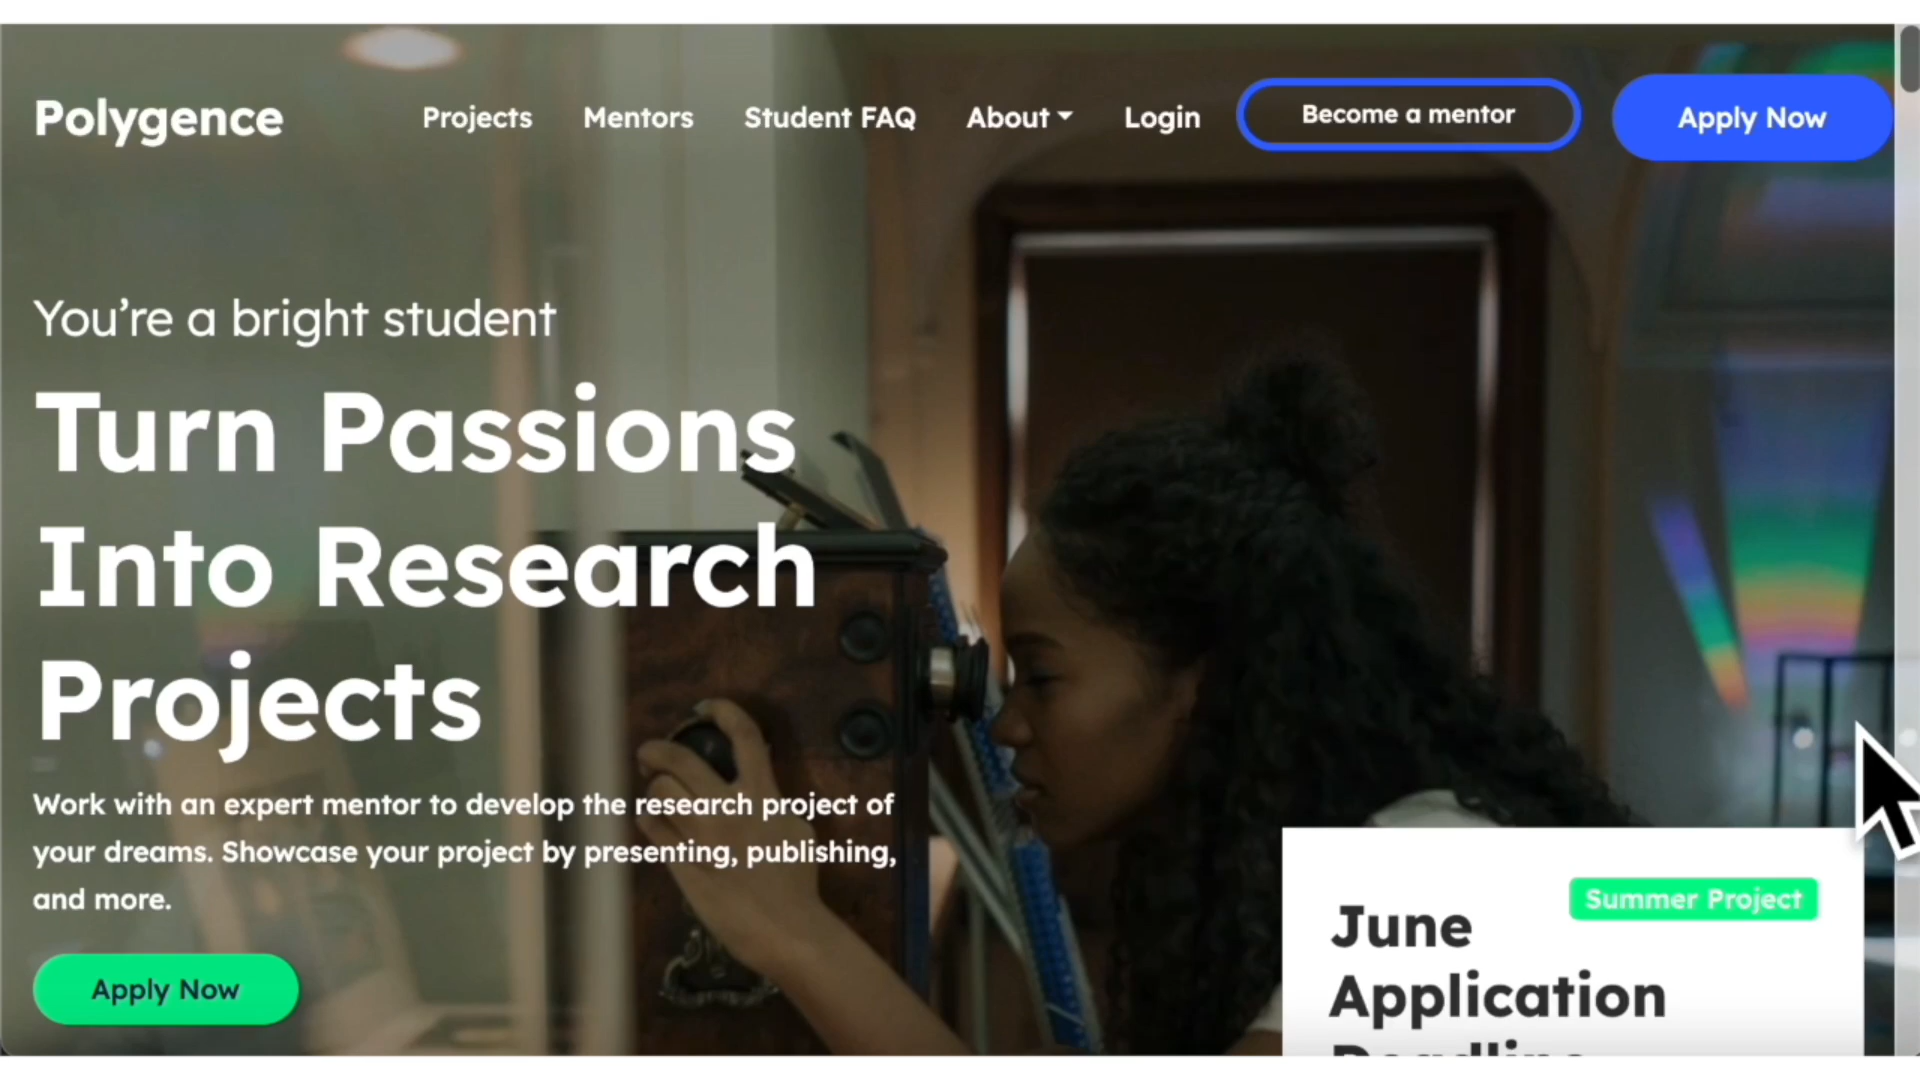 Polygence
Projects
Mentors
Student FAQ
About
Login
Become a mentor
Apply Now
You're a bright student
Turn Passions
Into Research
Projects
Work with an expert mentor to develop the research project of
your dreams. Showcase your project by presenting, publishing,
and more.
Apply Now
Summer Project
June
Application
Deadline